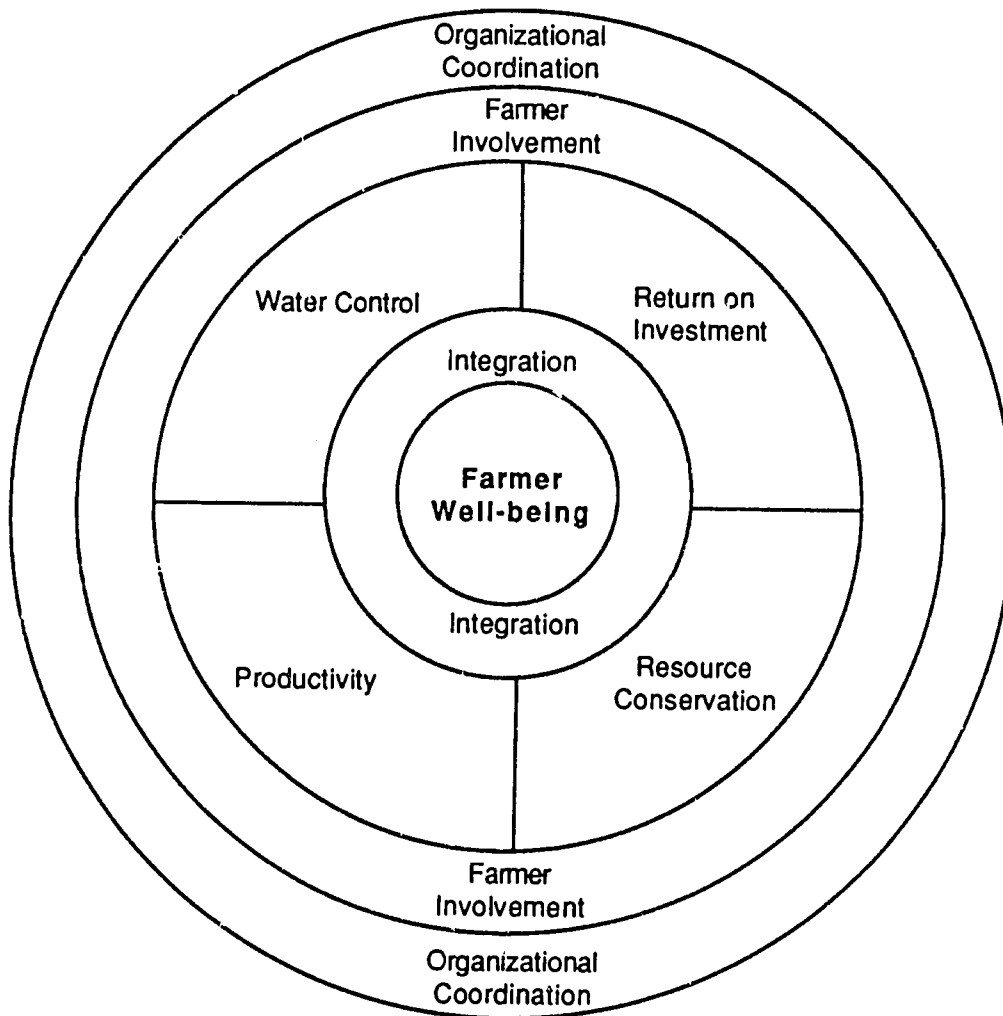 Organizational
Coordination
Farmer
Involvement
Water Control
Return on
Investment
Integration
Farmer
Well-being
Integration
Productivity
Resource
Conservation
Farmer
Involvement
Organizational
Coordination